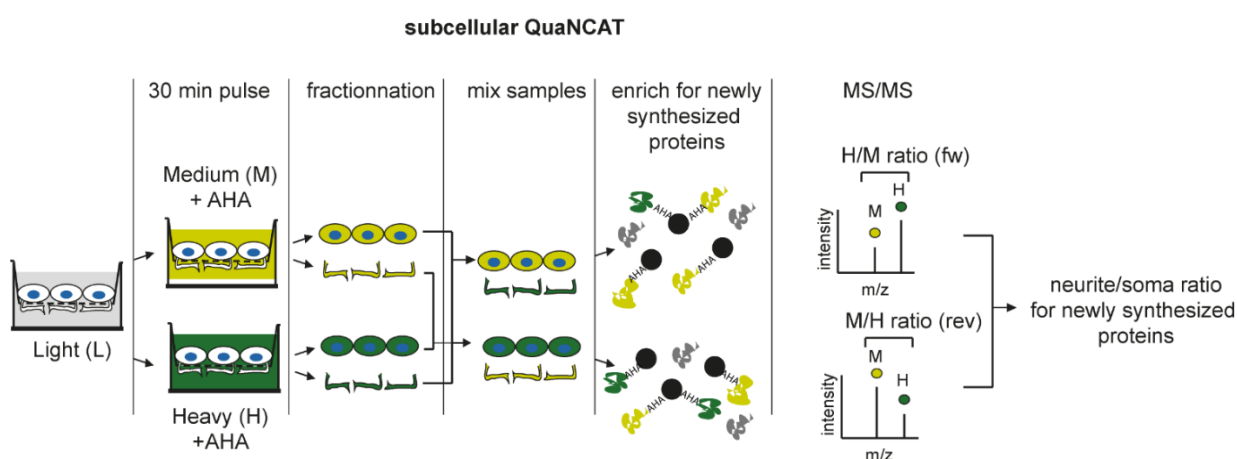 subcellular QuaNCAT
30 min pulse
fractionnation
mix samples
enrich for newly
synthesized
proteins
MS/MS
Medium (M)
+ AHA
Light (L)
Heavy (H)
+AHA
AHA
AHA
AHA
AHA
AHA
AHA
AHA
AHA
H/M ratio (fw)
H
M
intensity
m/z
M/H ratio (rev)
M
H
intensity
m/z
neurite/soma ratio
for newly synthesized
proteins